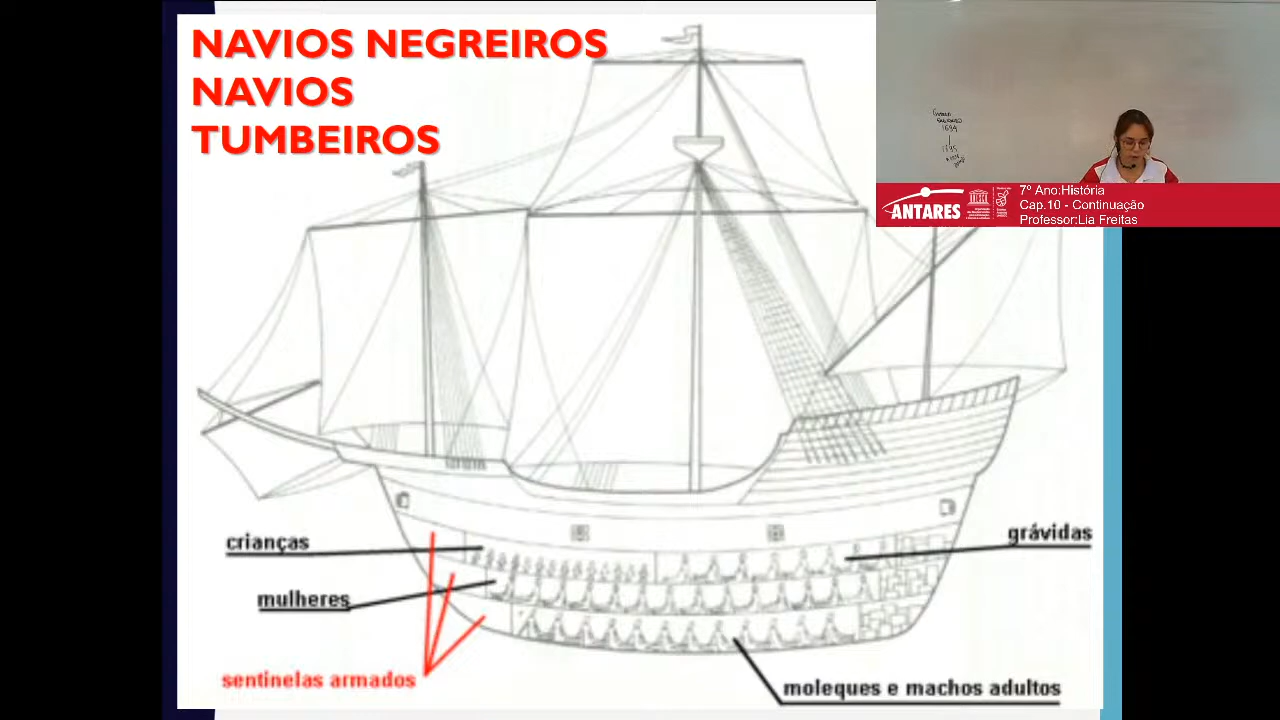 NAVIOS NEGREIROS
NAVIOS
TUMBEIROS
1694
ANTARES
7º Ano:História
Cap.10 - Continuação
Professor:Lia Freitas
crianças
grávidas
mulheres
sentinelas armados
moleques e machos adultos